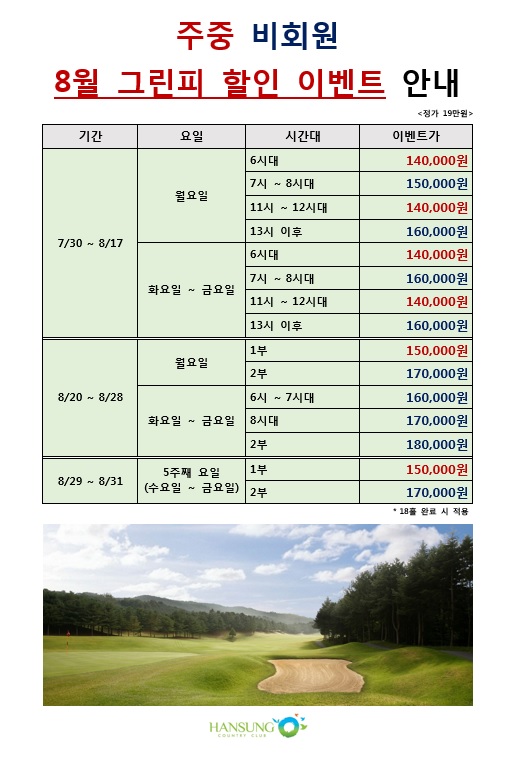 주중 비회원
8월 그린피 할인 이벤트 안내
<정가 19만원>
기간 요일 시간대 이벤트가
7/30 ~ 8/17 월요일 6시대 140,000원
7시 ~ 8시대 150,000원
11시 ~ 12시대 140,000원
13시 이후 160,000원
화요일 ~ 금요일 6시대 140,000원
7시 ~ 8시대 160,000원
11시 ~ 12시대 140,000원
13시 이후 160,000원
8/20 ~ 8/28 월요일 1부 150,000원
2부 170,000원
화요일 ~ 금요일 6시 ~ 7시대 160,000원
8시대 170,000원
2부 180,000원
8/29 ~ 8/31 5주째 요일 1부 150,000원
(수요일 ~ 금요일) 2부 170,000원
* 18홀 완료 시 적용
HANSUNG
COUNTRY CLUB